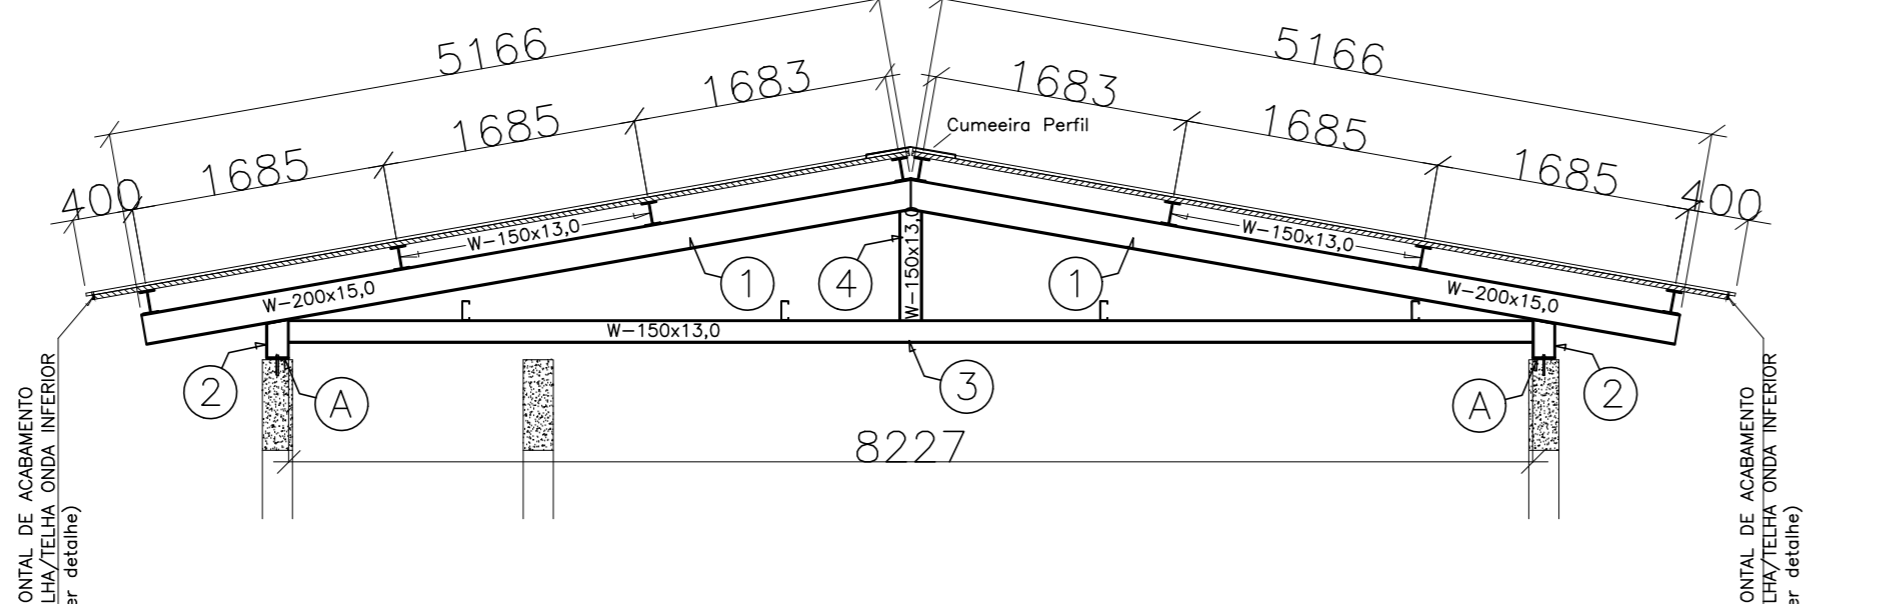 5166
5166
1683
1683
1685
1685
1685
1685
400
400
Cumeeira Perfil
W-150x13,0
W-150x13,0
W-150x13,0
W-200x15,0
W-200x15,0
1
4
1
W-150x13,0
2
A
3
A
2
8227
ONTAL DE ACABAMENTO
LHA/TELHA ONDA INFERIOR
er detalhe)
ONTAL DE ACABAMENTO
LHA/TELHA ONDA INFERIOR
er detalhe)